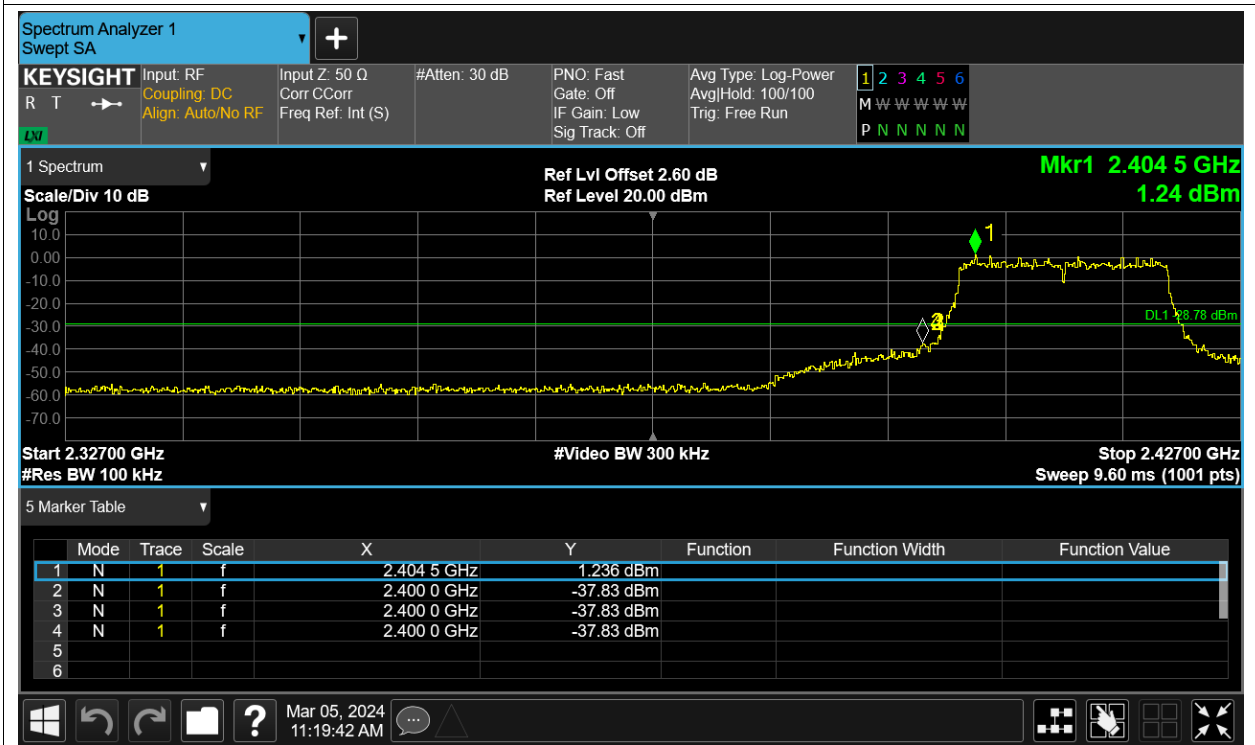 Spectrum Analyzer 1
Swept SA
KEYSIGHT
R T
LXI
Input: RF
Coupling: DC
Align: Auto/No RF
Input Z: 50 Ω
Corr CCorr
Freq Ref: Int (S)
#Atten: 30 dB
PNO: Fast
Gate: Off
IF Gain: Low
Sig Track: Off
Avg Type: Log-Power
Avg|Hold: 100/100
Trig: Free Run
1 2 3 4 5 6
M W W W W W
P N N N N N
1 Spectrum
Scale/Div 10 dB
Ref Lvl Offset 2.60 dB
Ref Level 20.00 dBm
Mkr1 2.404 5 GHz
1.24 dBm
Log
10.0
0.00
-10.0
-20.0
-30.0
-40.0
-50.0
-60.0
-70.0
1
DL1 -28.78 dBm
Start 2.32700 GHz
#Res BW 100 kHz
#Video BW 300 kHz
Stop 2.42700 GHz
Sweep 9.60 ms (1001 pts)
5 Marker Table
Mode Trace Scale X Y Function Function Width Function Value
1 N 1 f 2.404 5 GHz 1.236 dBm
2 N 1 f 2.400 0 GHz -37.83 dBm
3 N 1 f 2.400 0 GHz -37.83 dBm
4 N 1 f 2.400 0 GHz -37.83 dBm
5
6
?
Mar 05, 2024
11:19:42 AM